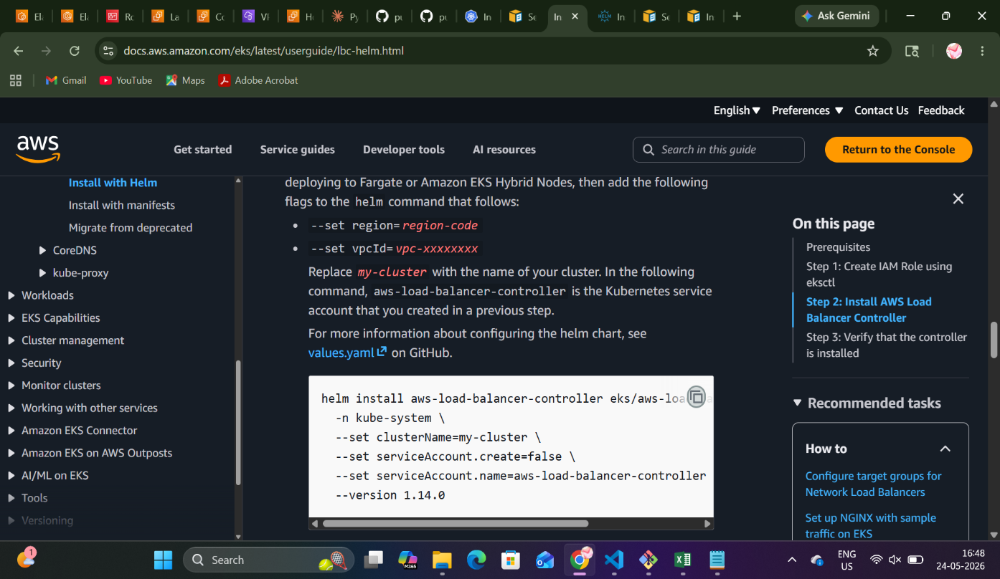 Ele
Ele
Ro
La
Co
VI
Ho
Py
pu
pu
In
Se
In
In
Se
In
Ask Gemini
docs.aws.amazon.com/eks/latest/userguide/lbc-helm.html
Gmail
YouTube
Maps
Adobe Acrobat
English
Preferences
Contact Us
Feedback
aws
Get started
Service guides
Developer tools
AI resources
Search in this guide
Return to the Console
Install with Helm
Install with manifests
Migrate from deprecated
CoreDNS
kube-proxy
Workloads
EKS Capabilities
Cluster management
Security
Monitor clusters
Working with other services
Amazon EKS Connector
Amazon EKS on AWS Outposts
AI/ML on EKS
Tools
Versioning
deploying to Fargate or Amazon EKS Hybrid Nodes, then add the following
flags to the helm command that follows:
• --set region=region-code
• --set vpcId=vpc-xxxxxxxx
Replace my-cluster with the name of your cluster. In the following
command, aws-load-balancer-controller is the Kubernetes service
account that you created in a previous step.
For more information about configuring the helm chart, see
values.yaml on GitHub.
helm install aws-load-balancer-controller eks/aws-loa
-n kube-system \
--set clusterName=my-cluster \
--set serviceAccount.create=false \
--set serviceAccount.name=aws-load-balancer-controller
--version 1.14.0
On this page
Prerequisites
Step 1: Create IAM Role using
eksctl
Step 2: Install AWS Load
Balancer Controller
Step 3: Verify that the controller
is installed
Recommended tasks
How to
Configure target groups for
Network Load Balancers
Set up NGINX with sample
traffic on EKS
1
Search
M365
ENG
US
16:48
24-05-2026